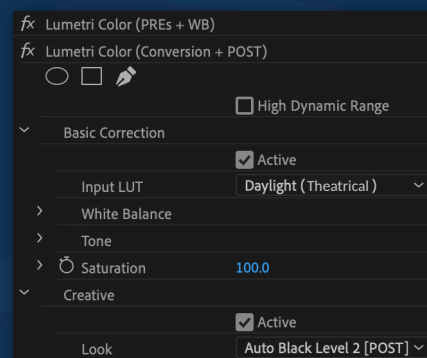 fx Lumetri Color (PREs + WB)
fx Lumetri Color (Conversion + POST)
High Dynamic Range
Basic Correction
Active
Input LUT Daylight (Theatrical)
White Balance
Tone
Saturation 100.0
Creative
Active
Look Auto Black Level 2 [POST]